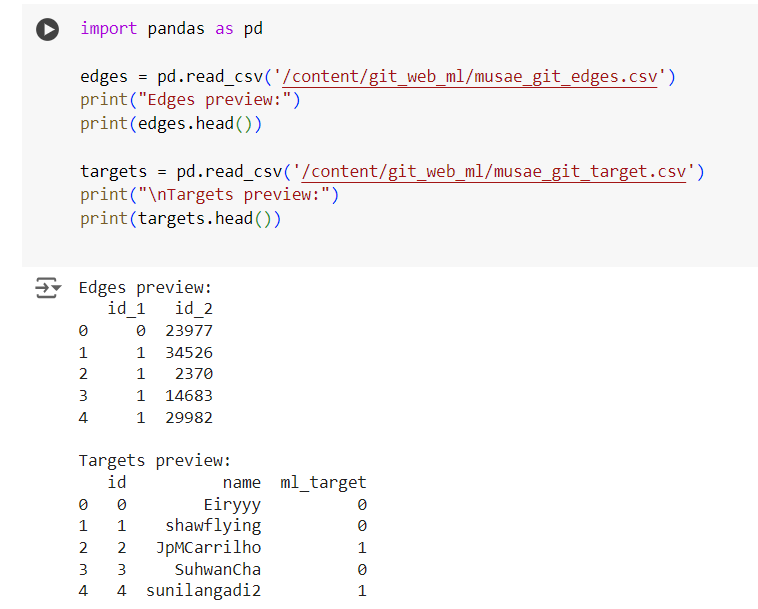 import pandas as pd
edges = pd.read_csv('/content/git_web_ml/musae_git_edges.csv')
print("Edges preview:")
print(edges.head())
targets = pd.read_csv('/content/git_web_ml/musae_git_target.csv')
print("\nTargets preview:")
print(targets.head())
Edges preview:
id_1 id_2
0 0 23977
1 1 34526
2 1 2370
3 1 14683
4 1 29982
Targets preview:
id name ml_target
0 0 Eiryyy 0
1 1 shawflying 0
2 2 JpMCarrilho 1
3 3 SuhwanCha 0
4 4 sunilangadi2 1